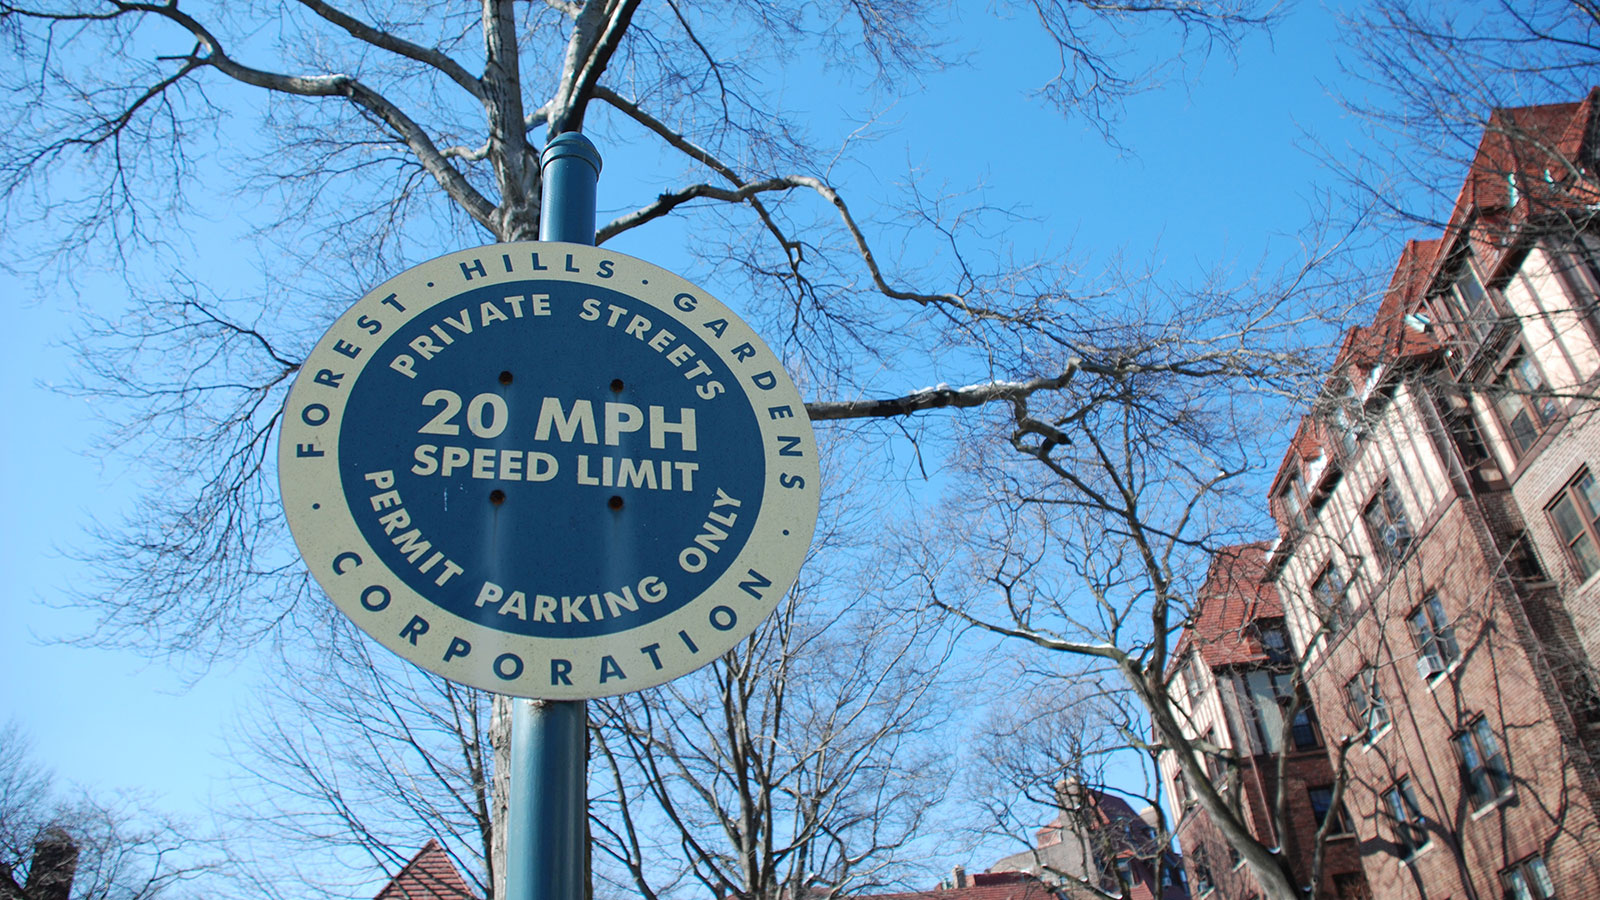 FOREST · HILLS · GARDENS
PRIVATE STREETS
20 MPH
SPEED LIMIT
PERMIT PARKING ONLY
· CORPORATION ·